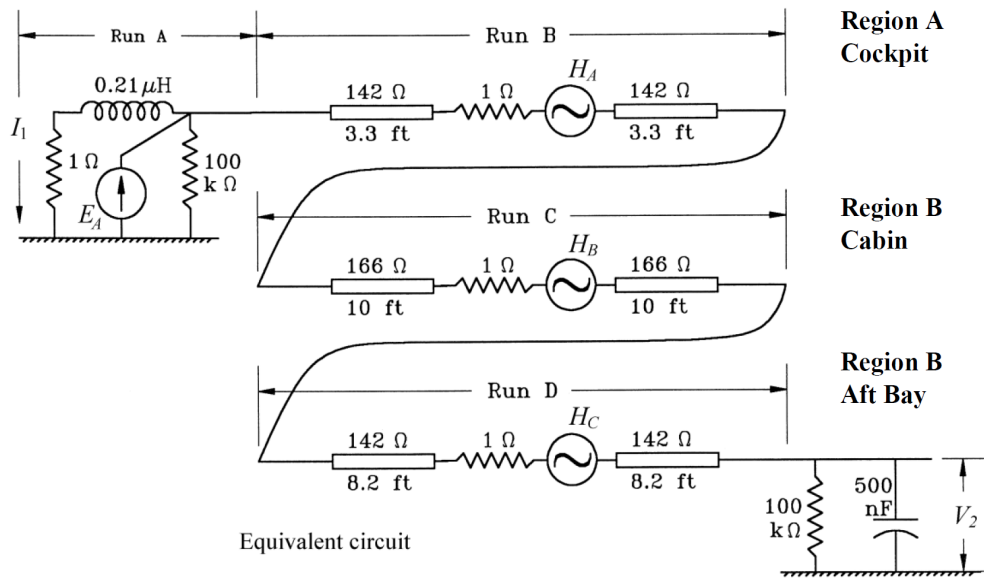 Run A
Run B
Region A
Cockpit
0.21 μH
I₁
1 Ω
E_A
100
k Ω
142 Ω
3.3 ft
1 Ω
H_A
142 Ω
3.3 ft
Run C
Region B
Cabin
166 Ω
10 ft
1 Ω
H_B
166 Ω
10 ft
Run D
Region B
Aft Bay
142 Ω
8.2 ft
1 Ω
H_C
142 Ω
8.2 ft
100
k Ω
500
nF
V₂
Equivalent circuit